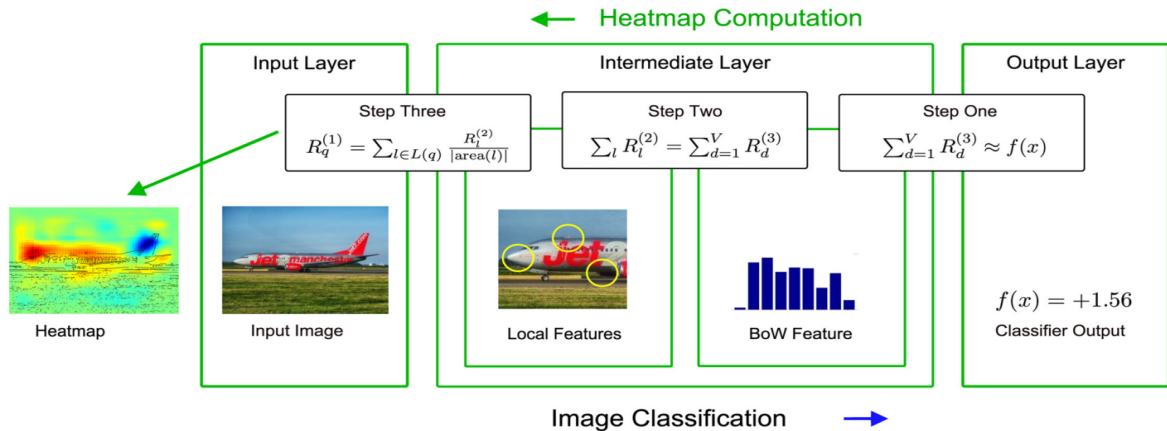 Heatmap Computation
Input Layer
Intermediate Layer
Output Layer
Step Three
R_q^{(1)} = \sum_{l \in L(q)} \frac{R_l^{(2)}}{|area(l)|}
Step Two
\sum_l R_l^{(2)} = \sum_{d=1}^{V} R_d^{(3)}
Step One
\sum_{d=1}^{V} R_d^{(3)} ≈ f(x)
Jet manchester
Jet
f(x) = +1.56
Heatmap
Input Image
Local Features
BoW Feature
Classifier Output
Image Classification